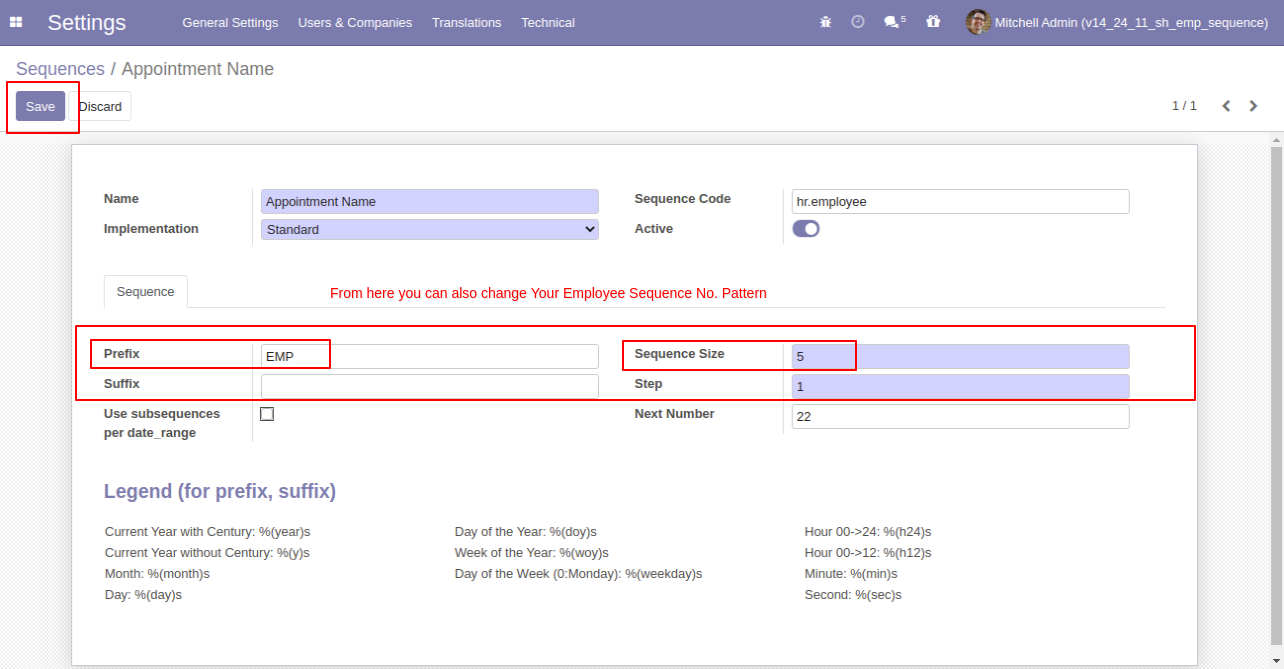 Settings General Settings Users & Companies Translations Technical 5 Mitchell Admin (v14_24_11_sh_emp_sequence)
Sequences / Appointment Name
Save Discard 1 / 1
Name Appointment Name Sequence Code hr.employee
Implementation Standard Active
Sequence From here you can also change Your Employee Sequence No. Pattern
Prefix EMP Sequence Size 5
Suffix Step 1
Use subsequences Next Number 22
per date_range
Legend (for prefix, suffix)
Current Year with Century: %(year)s Day of the Year: %(doy)s Hour 00->24: %(h24)s
Current Year without Century: %(y)s Week of the Year: %(woy)s Hour 00->12: %(h12)s
Month: %(month)s Day of the Week (0:Monday): %(weekday)s Minute: %(min)s
Day: %(day)s Second: %(sec)s